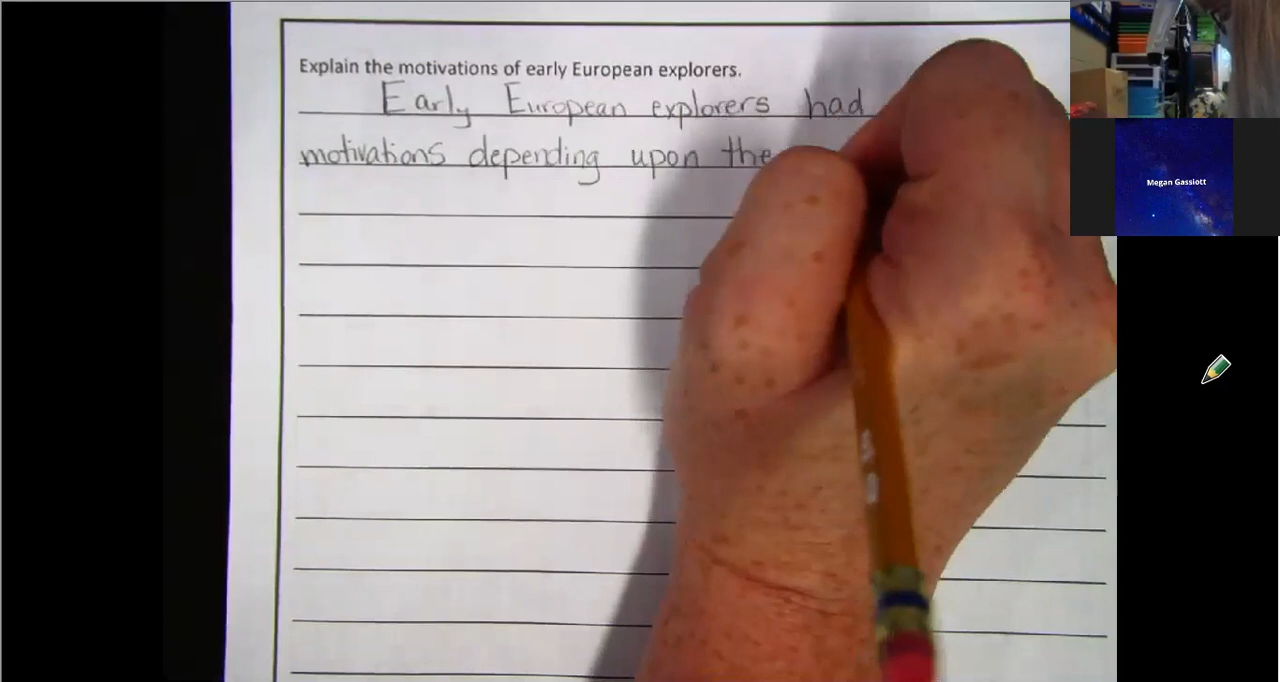 Explain the motivations of early European explorers.
Early European explorers had
motivations depending upon the
Megan Gassiott